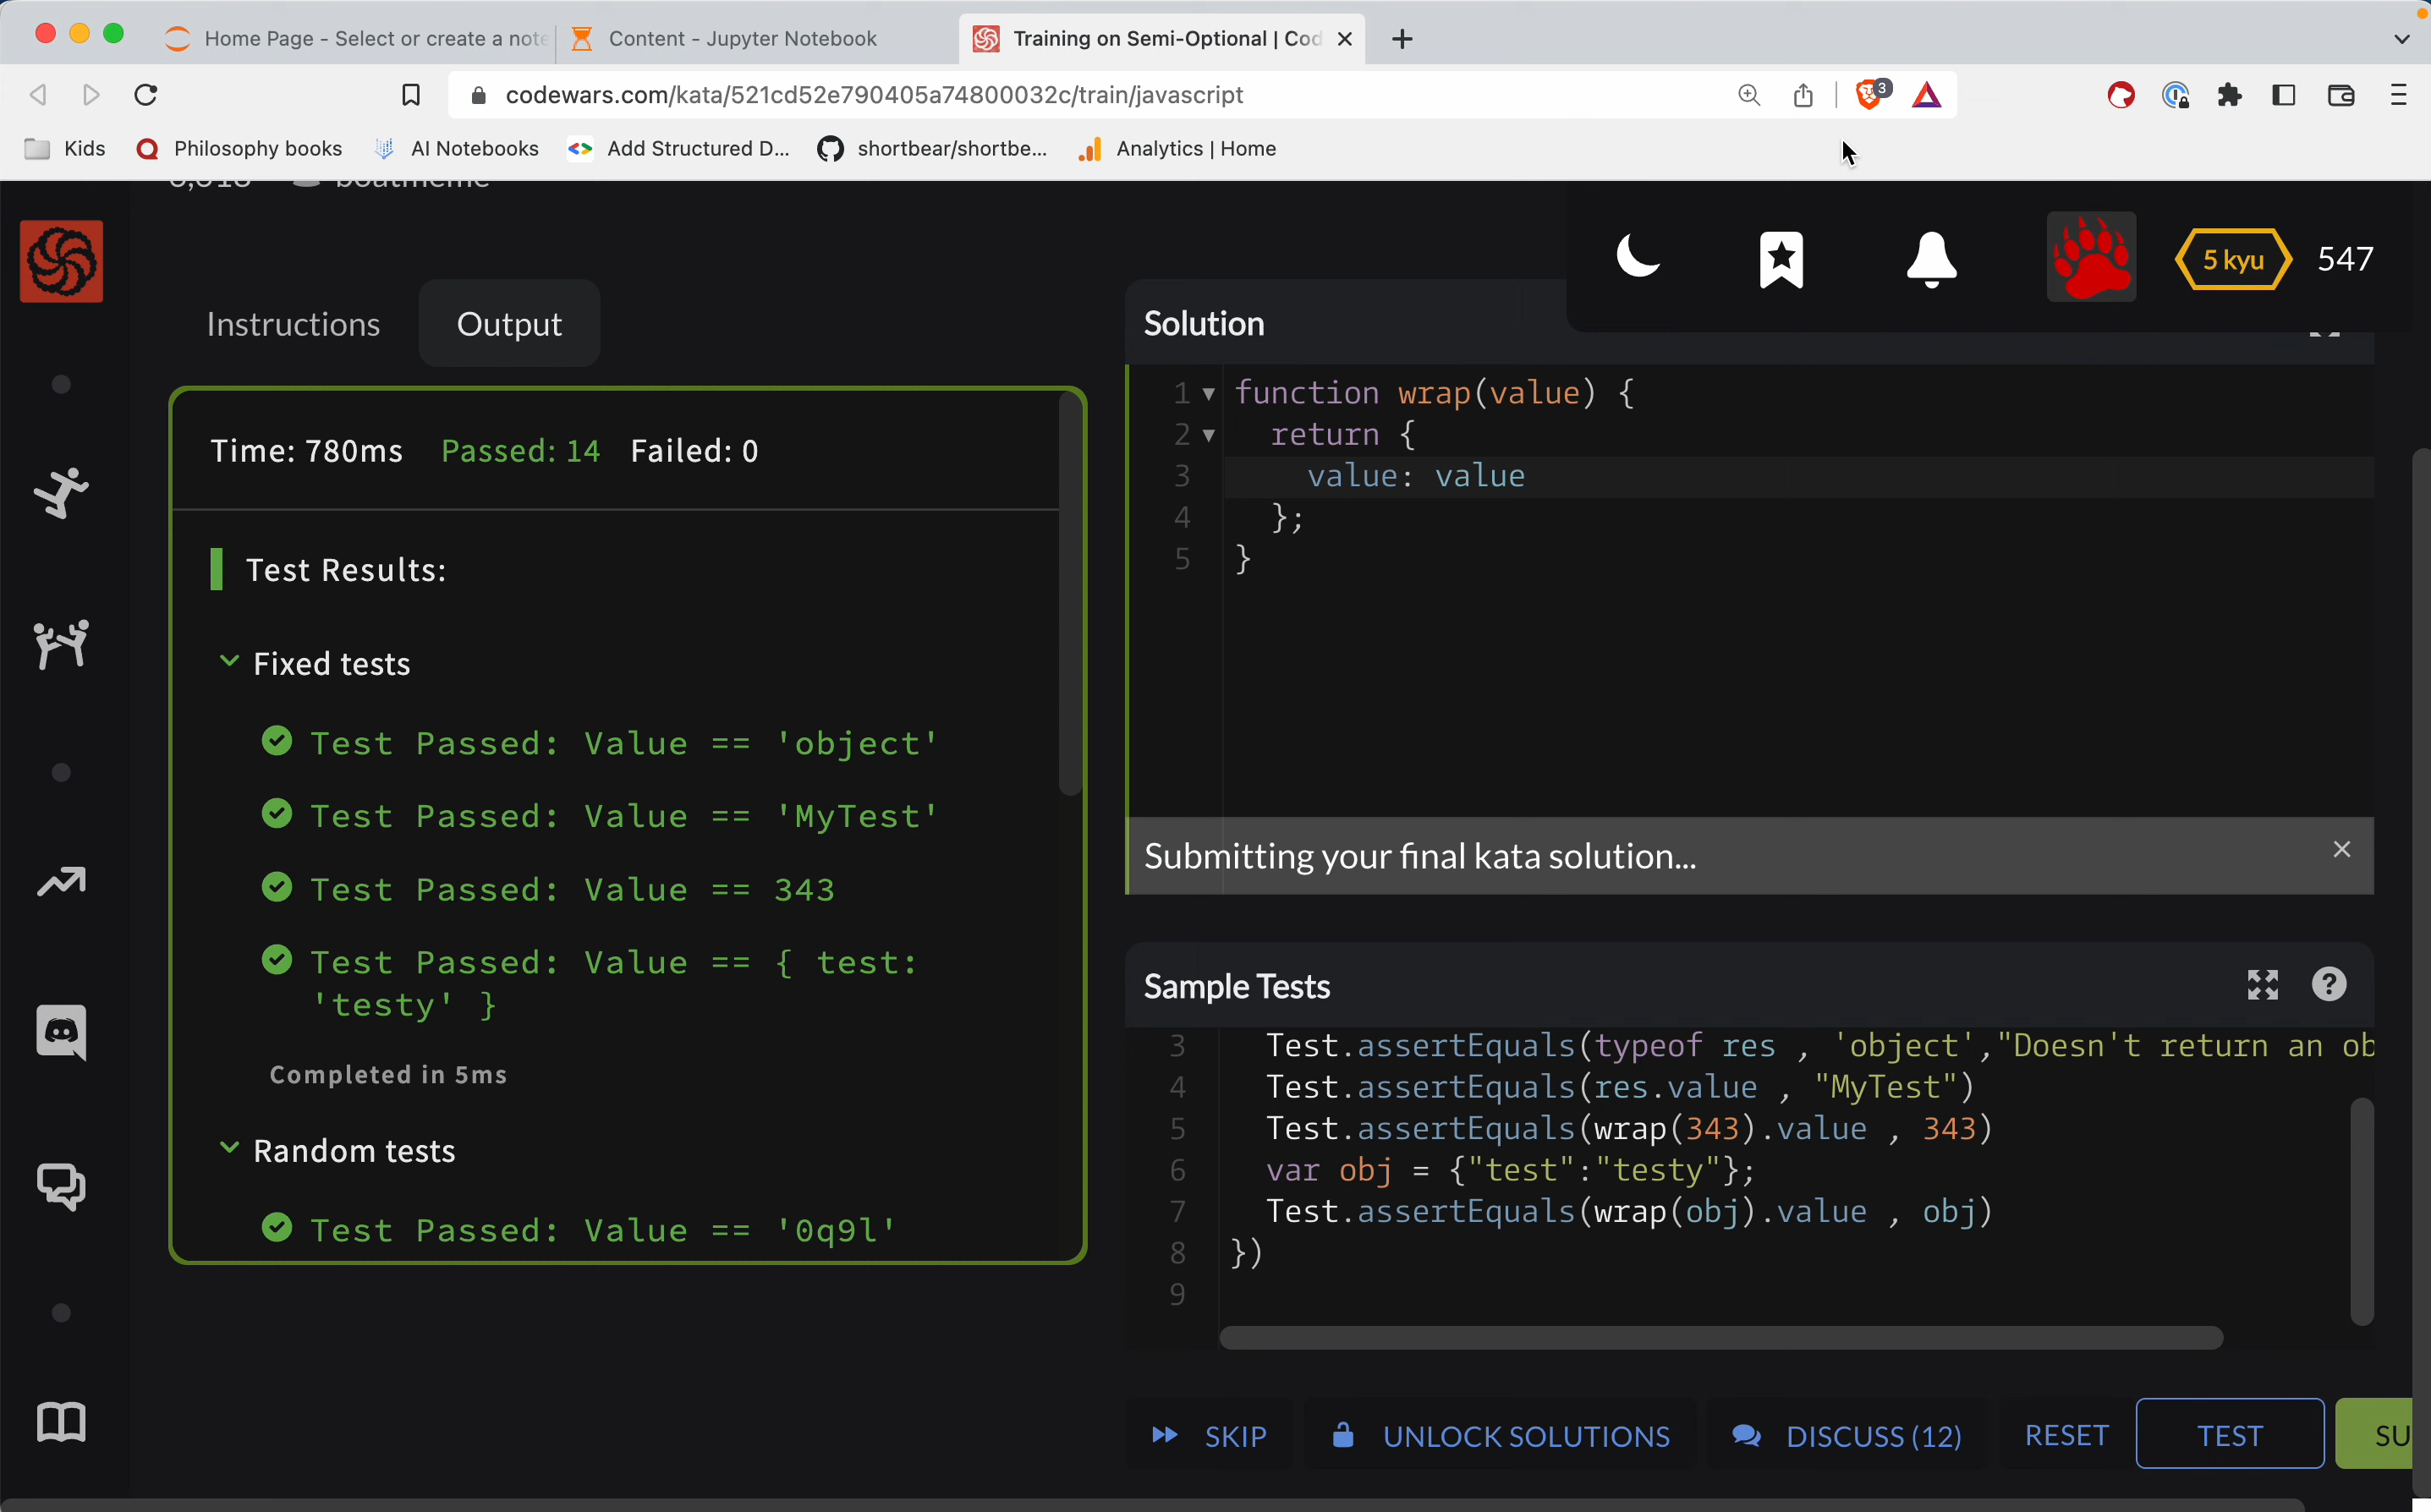 Home Page - Select or create a note
Content - Jupyter Notebook
Training on Semi-Optional | Cod
codewars.com/kata/521cd52e790405a74800032c/train/javascript
3
Kids
Philosophy books
AI Notebooks
Add Structured D...
shortbear/shortbe...
Analytics | Home
5 kyu
547
Instructions
Output
Time: 780ms Passed: 14 Failed: 0
Test Results:
Fixed tests
Test Passed: Value == 'object'
Test Passed: Value == 'MyTest'
Test Passed: Value == 343
Test Passed: Value == { test:
'testy' }
Completed in 5ms
Random tests
Test Passed: Value == '0q9l'
Solution
1 function wrap(value) {
2 return {
3 value: value
4 };
5 }
Submitting your final kata solution...
Sample Tests
3 Test.assertEquals(typeof res , 'object',"Doesn't return an ob
4 Test.assertEquals(res.value , "MyTest")
5 Test.assertEquals(wrap(343).value , 343)
6 var obj = {"test":"testy"};
7 Test.assertEquals(wrap(obj).value , obj)
8 })
9
SKIP
UNLOCK SOLUTIONS
DISCUSS (12)
RESET
TEST
SU